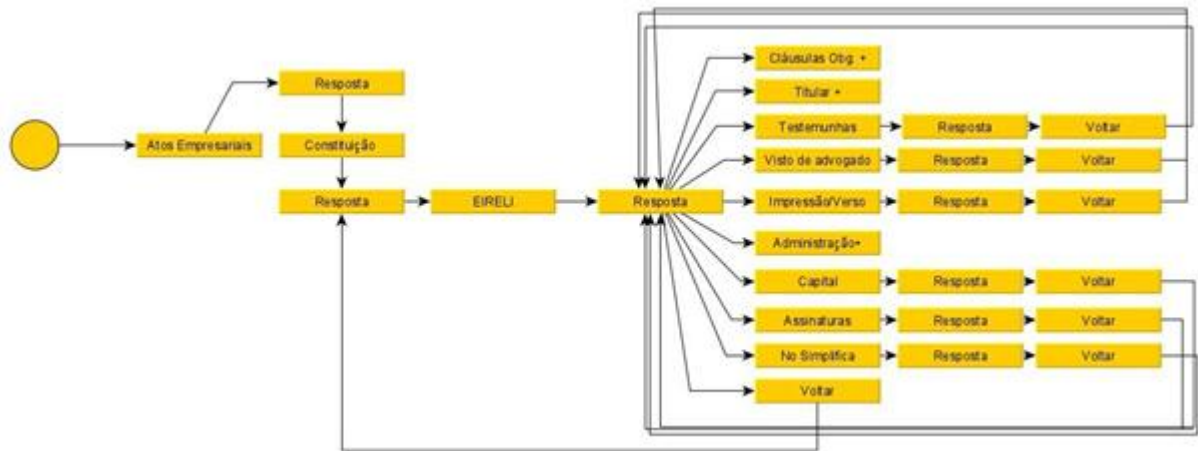 Cláusulas Obg. +
Resposta
Titular +
Testemunhas Resposta Voltar
Atos Empresariais Constituição
Visto de advogado Resposta Voltar
Resposta EIRELI Resposta Impressão/Verso Resposta Voltar
Administração+
Capital Resposta Voltar
Assinaturas Resposta Voltar
No Simplifica Resposta Voltar
Voltar